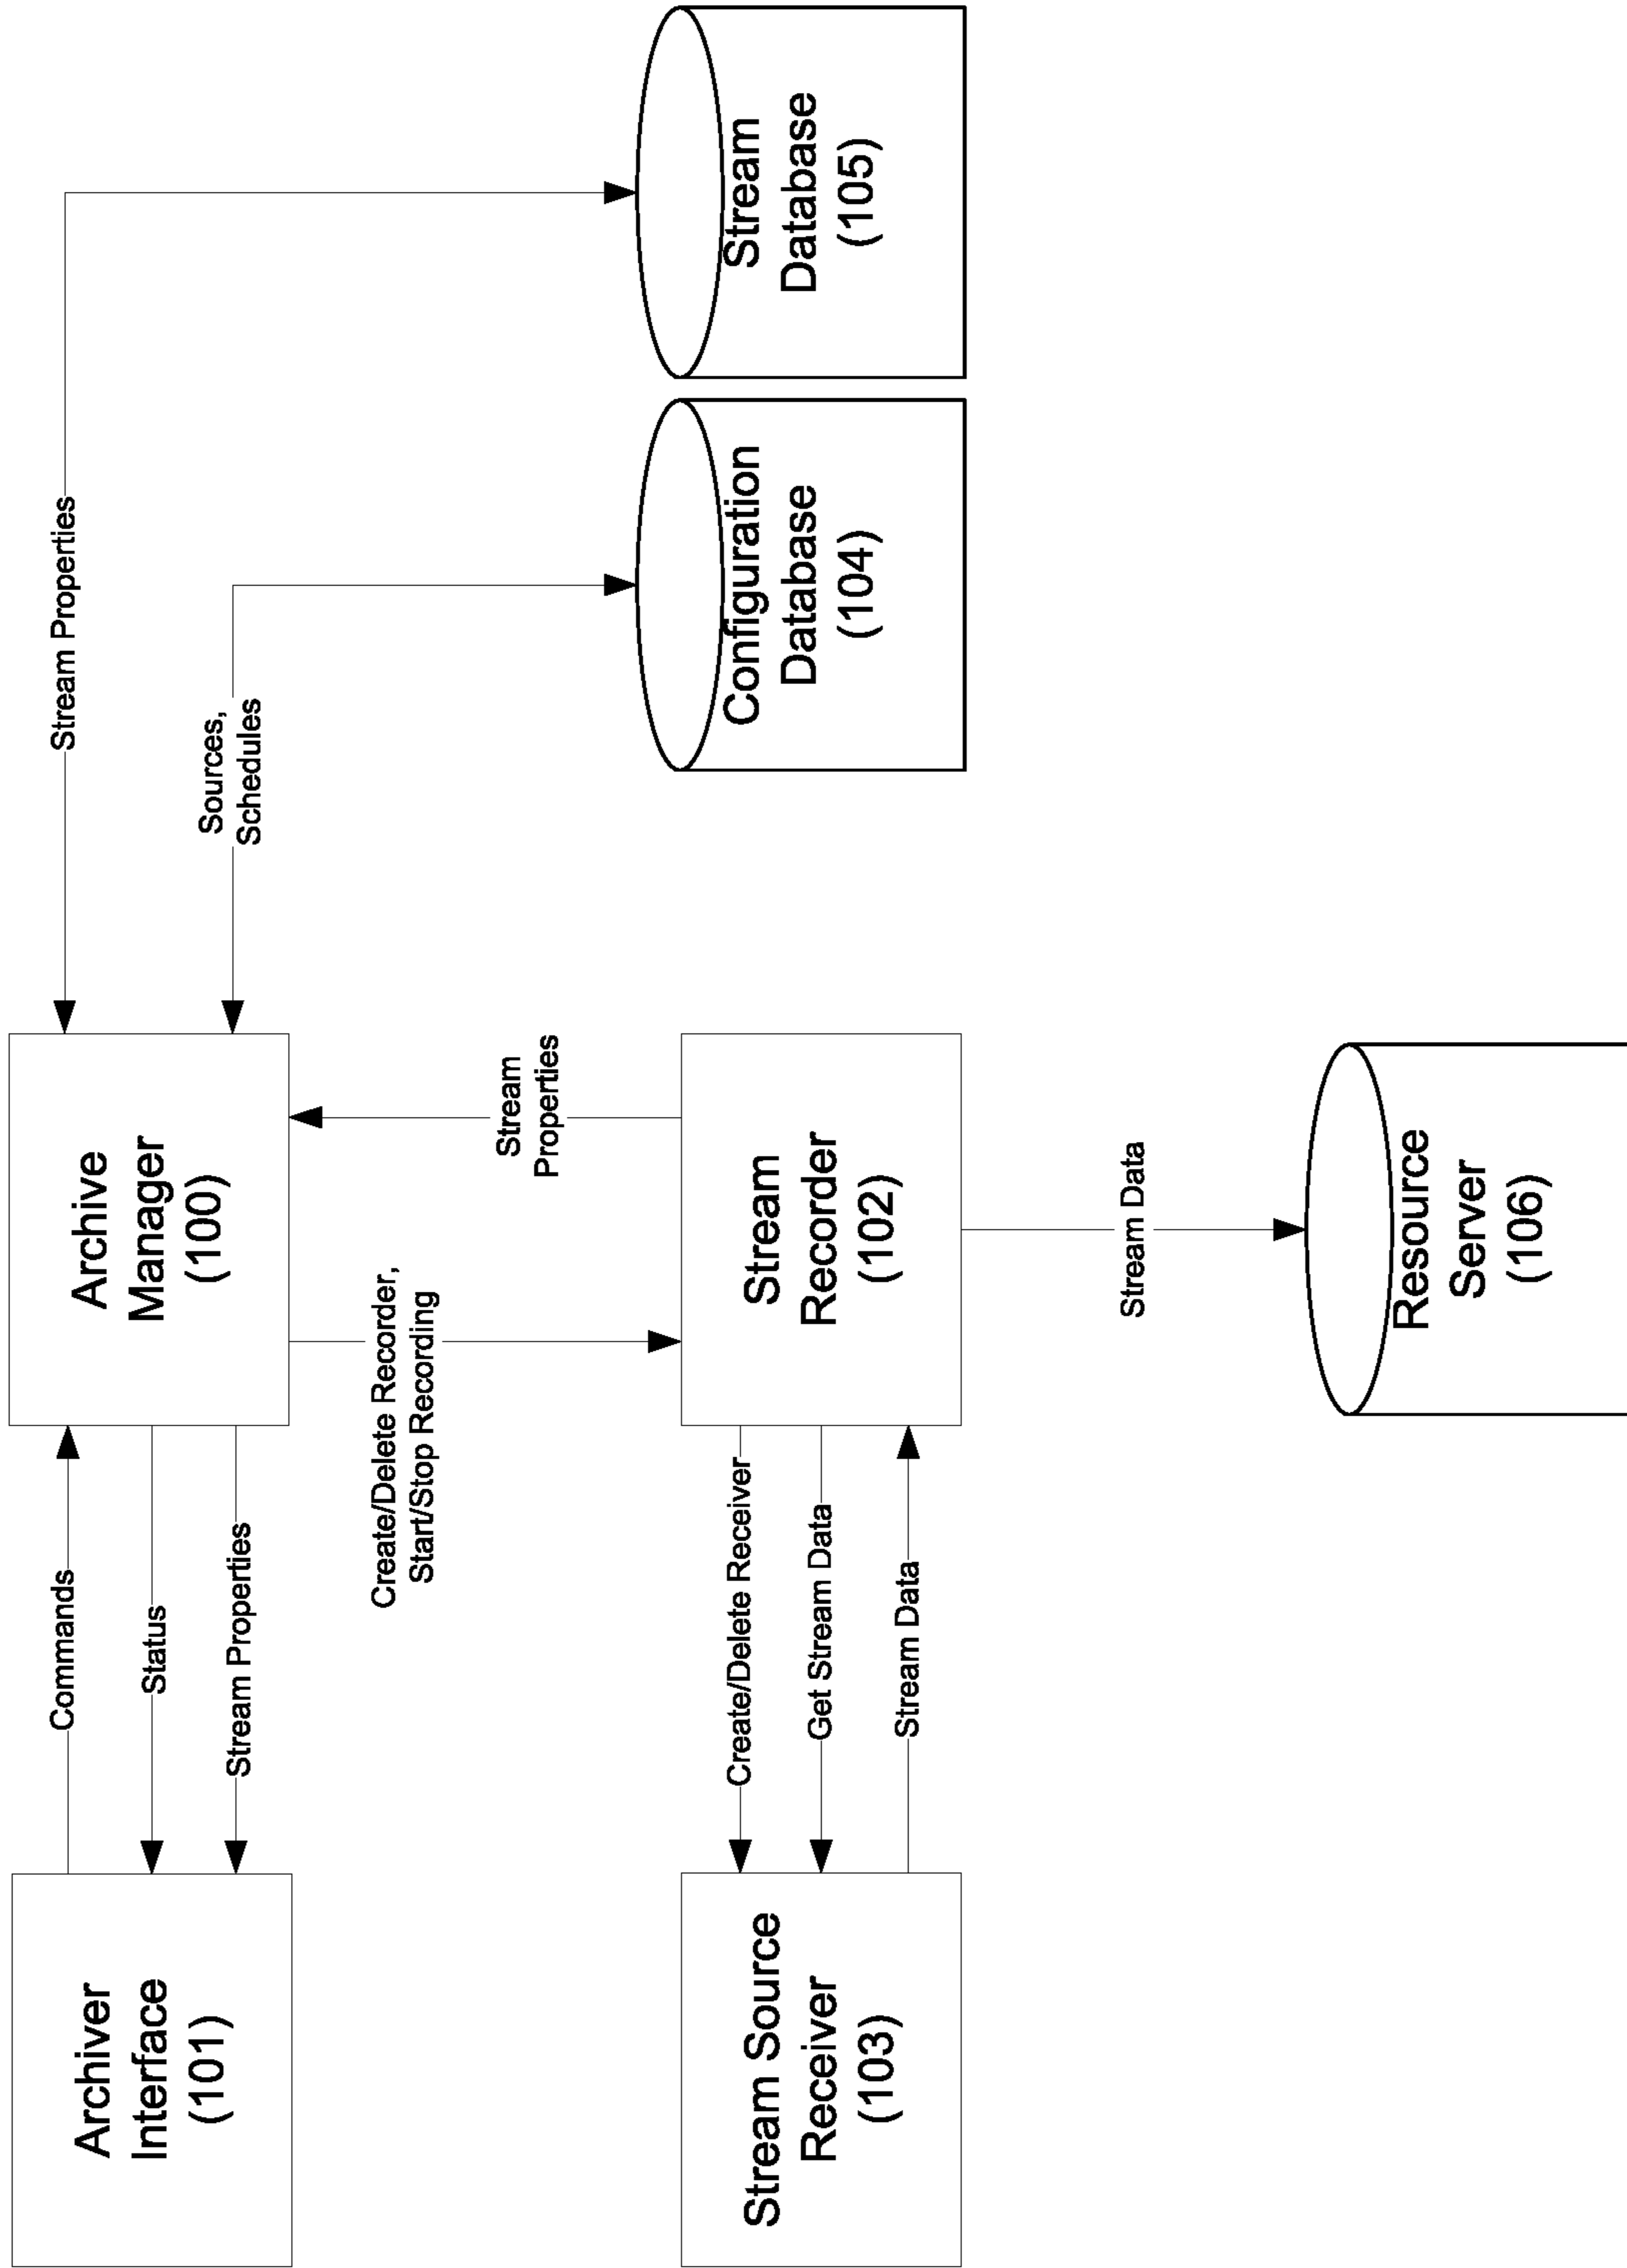 Archiver
Interface
(101)
Commands
Status
Stream Properties
Archive
Manager
(100)
Stream Properties
Sources,
Schedules
Create/Delete Recorder,
Start/Stop Recording
Stream
Properties
Stream Source
Receiver
(103)
Create/Delete Receiver
Get Stream Data
Stream Data
Stream
Recorder
(102)
Configuration
Database
(104)
Stream
Database
(105)
Stream Data
Resource
Server
(106)